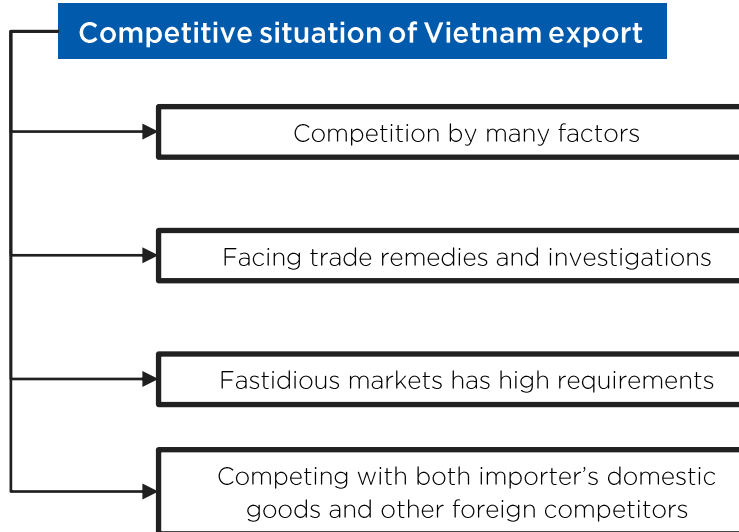 Competitive situation of Vietnam export
Competition by many factors
Facing trade remedies and investigations
Fastidious markets has high requirements
Competing with both importer’s domestic
goods and other foreign competitors